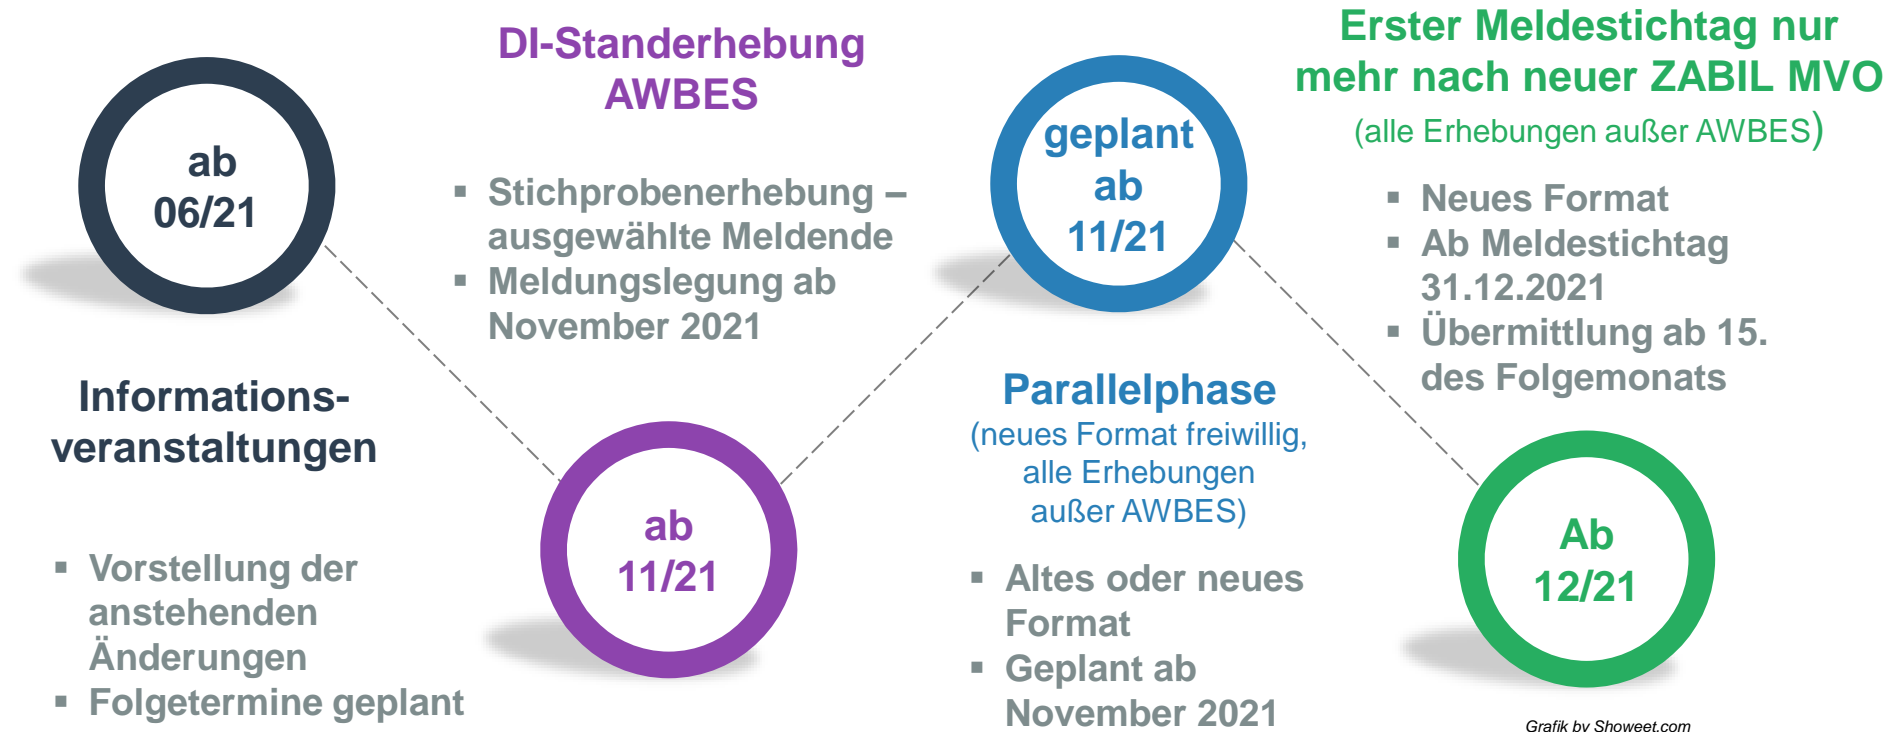 ab
06/21
Informations-
veranstaltungen
▪ Vorstellung der
anstehenden
Änderungen
▪ Folgetermine geplant
DI-Standerhebung
AWBES
▪ Stichprobenerhebung –
ausgewählte Meldende
▪ Meldungslegung ab
November 2021
ab
11/21
geplant
ab
11/21
Parallelphase
(neues Format freiwillig,
alle Erhebungen
außer AWBES)
▪ Altes oder neues
Format
▪ Geplant ab
November 2021
Erster Meldestichtag nur
mehr nach neuer ZABIL MVO
(alle Erhebungen außer AWBES)
▪ Neues Format
▪ Ab Meldestichtag
31.12.2021
▪ Übermittlung ab 15.
des Folgemonats
Ab
12/21
Grafik by Showeet.com